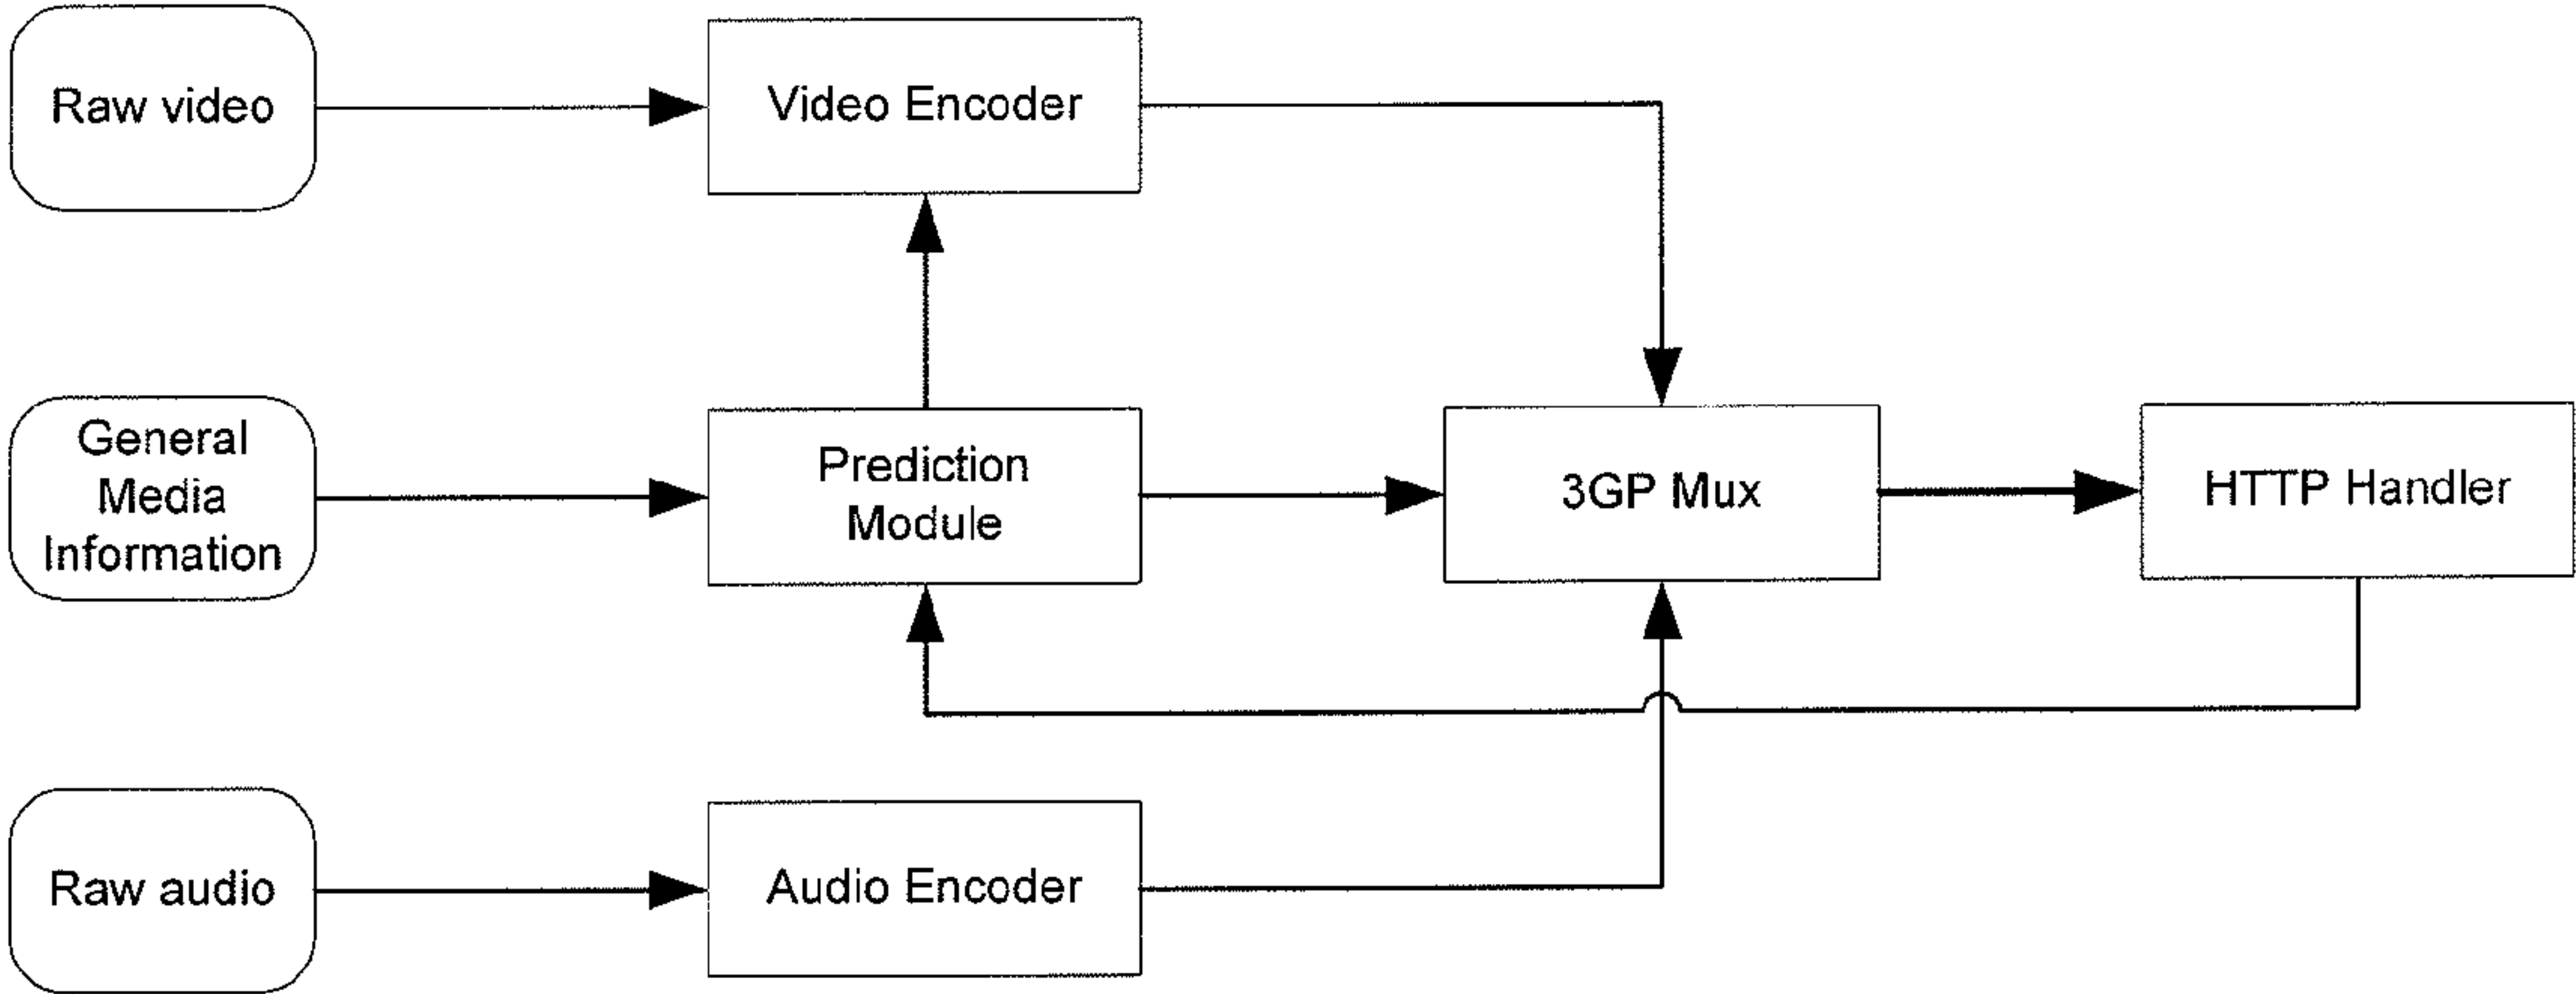 Raw video
Video Encoder
General
Media
Information
Prediction
Module
3GP Mux
HTTP Handler
Raw audio
Audio Encoder